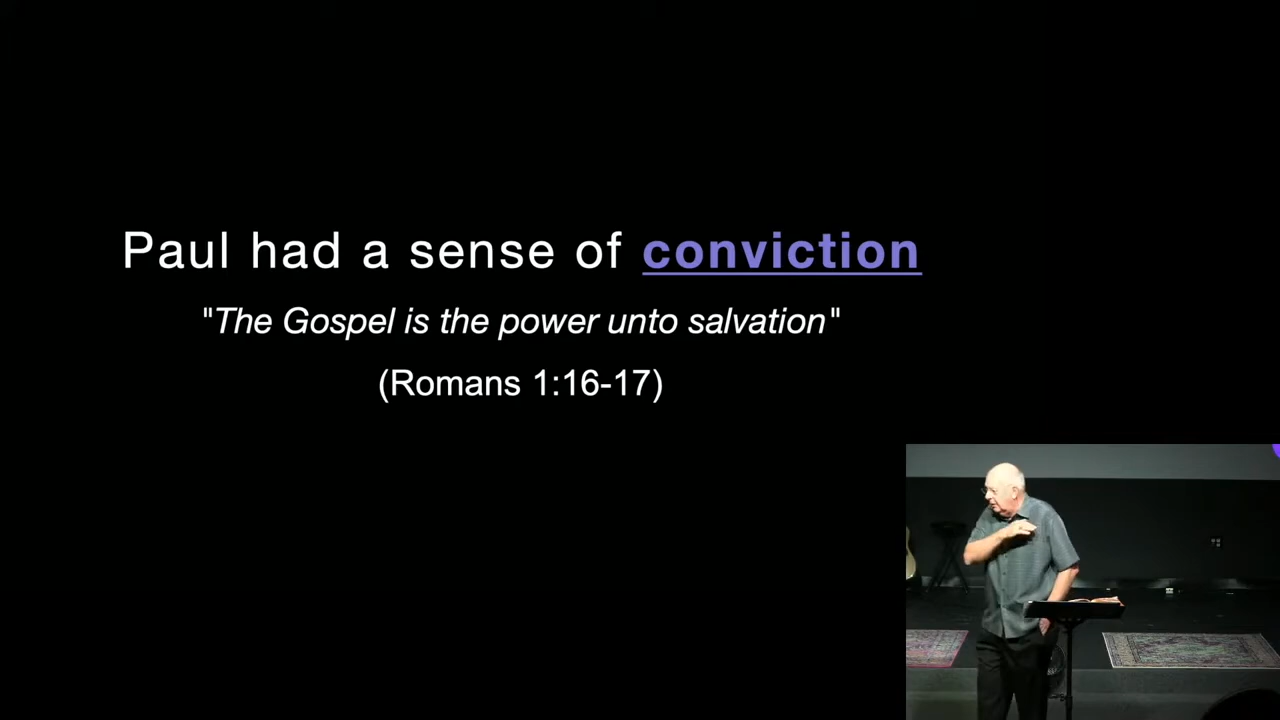 Paul had a sense of conviction
"The Gospel is the power unto salvation"
(Romans 1:16-17)